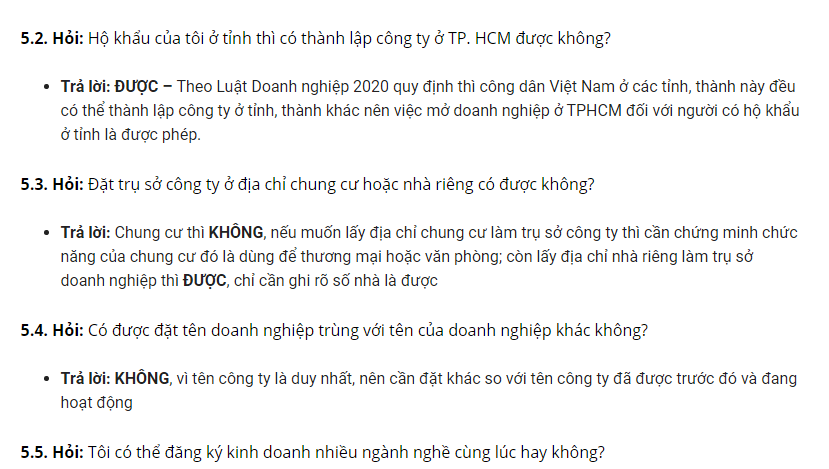 5.2. Hỏi: Hộ khẩu của tôi ở tỉnh thì có thành lập công ty ở TP. HCM được không?
• Trả lời: ĐƯỢC – Theo Luật Doanh nghiệp 2020 quy định thì công dân Việt Nam ở các tỉnh, thành này đều
có thể thành lập công ty ở tỉnh, thành khác nên việc mở doanh nghiệp ở TPHCM đối với người có hộ khẩu
ở tỉnh là được phép.
5.3. Hỏi: Đặt trụ sở công ty ở địa chỉ chung cư hoặc nhà riêng có được không?
• Trả lời: Chung cư thì KHÔNG, nếu muốn lấy địa chỉ chung cư làm trụ sở công ty thì cần chứng minh chức
năng của chung cư đó là dùng để thương mại hoặc văn phòng; còn lấy địa chỉ nhà riêng làm trụ sở
doanh nghiệp thì ĐƯỢC, chỉ cần ghi rõ số nhà là được
5.4. Hỏi: Có được đặt tên doanh nghiệp trùng với tên của doanh nghiệp khác không?
• Trả lời: KHÔNG, vì tên công ty là duy nhất, nên cần đặt khác so với tên công ty đã được trước đó và đang
hoạt động
5.5. Hỏi: Tôi có thể đăng ký kinh doanh nhiều ngành nghề cùng lúc hay không?